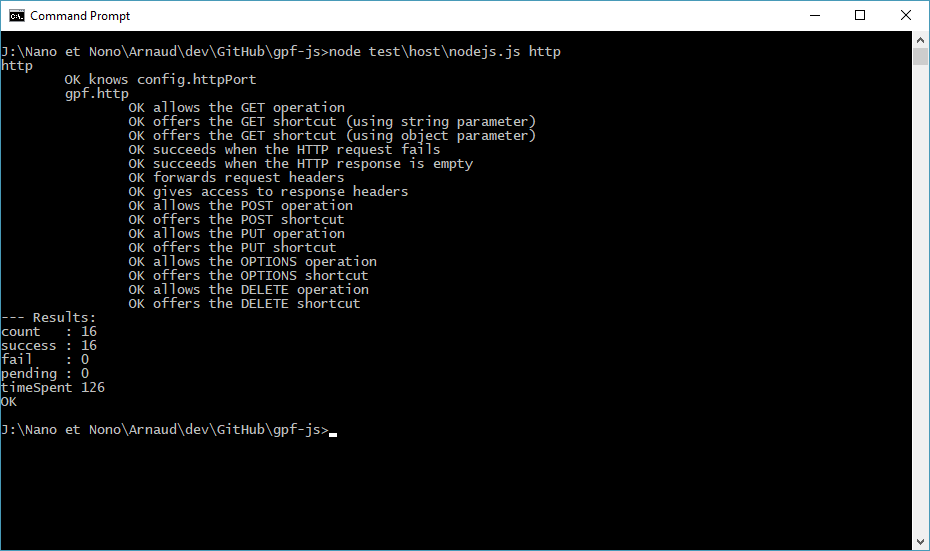 Command Prompt
J:\Nano et Nono\Arnaud\dev\GitHub\gpf-js>node test\host\nodejs.js http
http
OK knows config.httpPort
gpf.http
OK allows the GET operation
OK offers the GET shortcut (using string parameter)
OK offers the GET shortcut (using object parameter)
OK succeeds when the HTTP request fails
OK succeeds when the HTTP response is empty
OK forwards request headers
OK gives access to response headers
OK allows the POST operation
OK offers the POST shortcut
OK allows the PUT operation
OK offers the PUT shortcut
OK allows the OPTIONS operation
OK offers the OPTIONS shortcut
OK allows the DELETE operation
OK offers the DELETE shortcut
--- Results:
count   : 16
success : 16
fail    : 0
pending : 0
timeSpent 126
OK
J:\Nano et Nono\Arnaud\dev\GitHub\gpf-js>